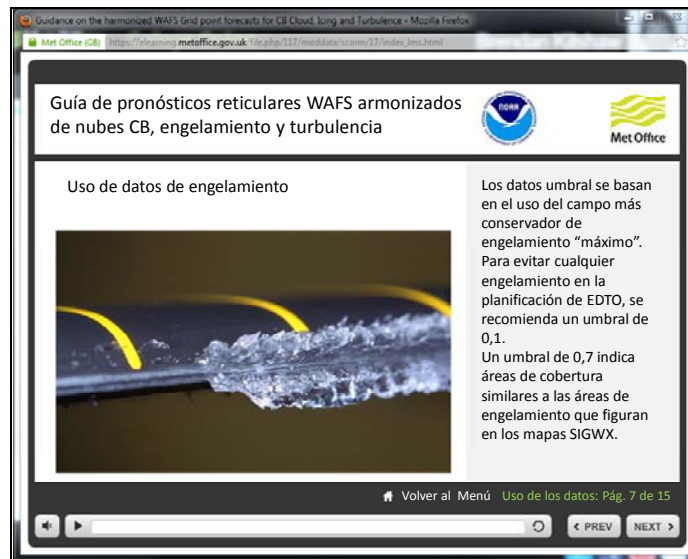 Guidance on the harmonized WAFS Grid point forecasts for CB Cloud, Icing and Turbulence - Mozilla Firefox
Met Office (GB) https://elearning.metoffice.gov.uk/file.php/117/moddata/scorm/17/index_lms.html
Guía de pronósticos reticulares WAFS armonizados
de nubes CB, engelamiento y turbulencia
NOAA
Met Office
Uso de datos de engelamiento
Los datos umbral se basan
en el uso del campo más
conservador de
engelamiento “máximo”.
Para evitar cualquier
engelamiento en la
planificación de EDTO, se
recomienda un umbral de
0,1.
Un umbral de 0,7 indica
áreas de cobertura
similares a las áreas de
engelamiento que figuran
en los mapas SIGWX.
Volver al Menú Uso de los datos: Pág. 7 de 15
PREV NEXT